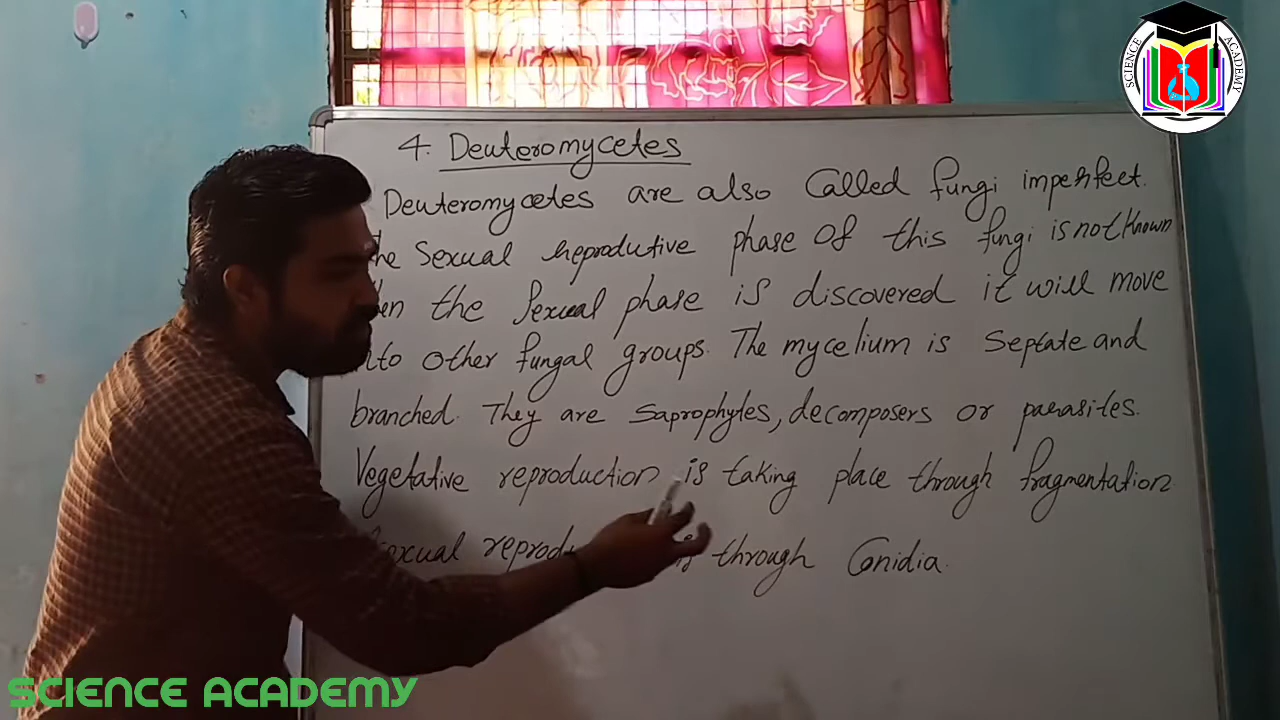 SCIENCE ACADEMY
4. Deuteromycetes
Deuteromycetes are also Called fungi imperfect.
the Sexual reproductive phase Of this fungi is not Known
the Sexual phase is discovered it will move
Other fungal groups. The mycelium is Septate and
branched. They are Saprophytes, decomposers or parasites.
Vegetative reproduction is taking place through fragmentation
through Conidia.
SCIENCE ACADEMY